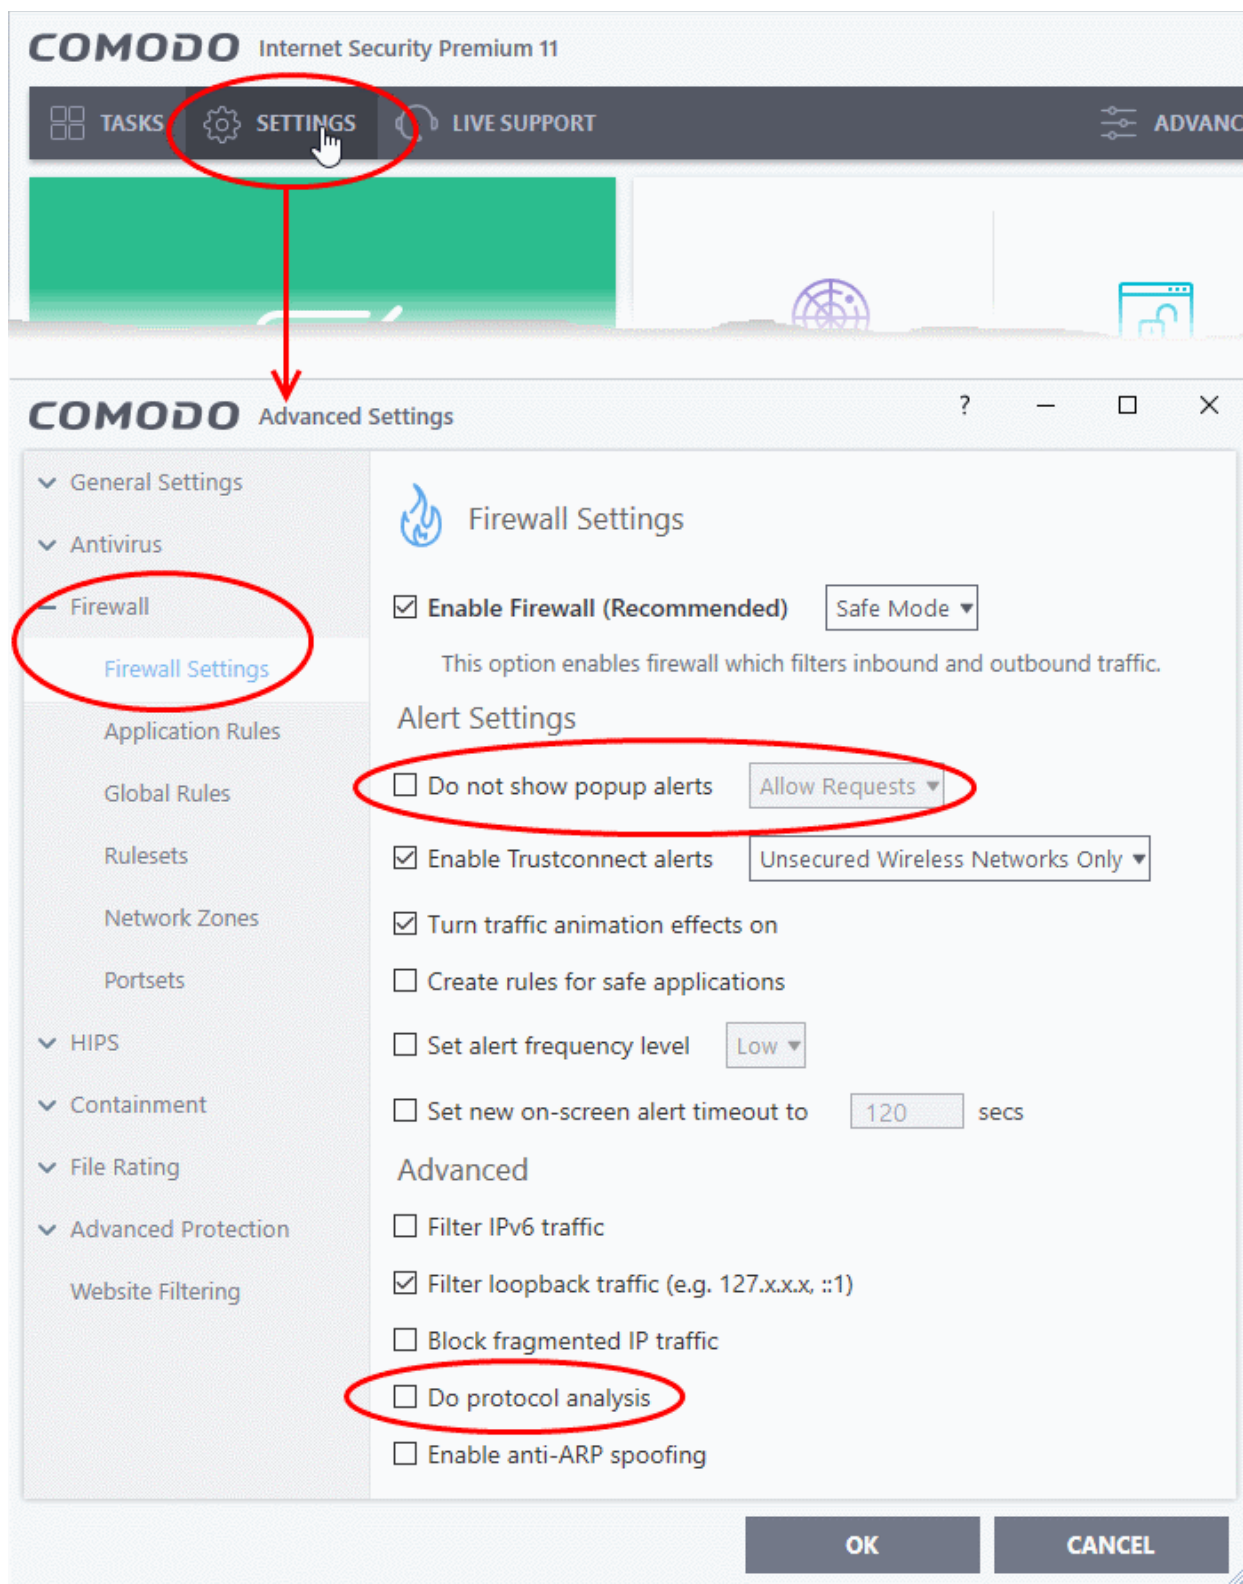 COMODO Internet Security Premium 11
TASKS SETTINGS LIVE SUPPORT ADVANC
COMODO Advanced Settings ?
General Settings
Antivirus
Firewall
Firewall Settings
Application Rules
Global Rules
Rulesets
Network Zones
Portsets
HIPS
Containment
File Rating
Advanced Protection
Website Filtering
Firewall Settings
Enable Firewall (Recommended) Safe Mode
This option enables firewall which filters inbound and outbound traffic.
Alert Settings
Do not show popup alerts Allow Requests
Enable Trustconnect alerts Unsecured Wireless Networks Only
Turn traffic animation effects on
Create rules for safe applications
Set alert frequency level Low
Set new on-screen alert timeout to 120 secs
Advanced
Filter IPv6 traffic
Filter loopback traffic (e.g. 127.x.x.x, ::1)
Block fragmented IP traffic
Do protocol analysis
Enable anti-ARP spoofing
OK CANCEL